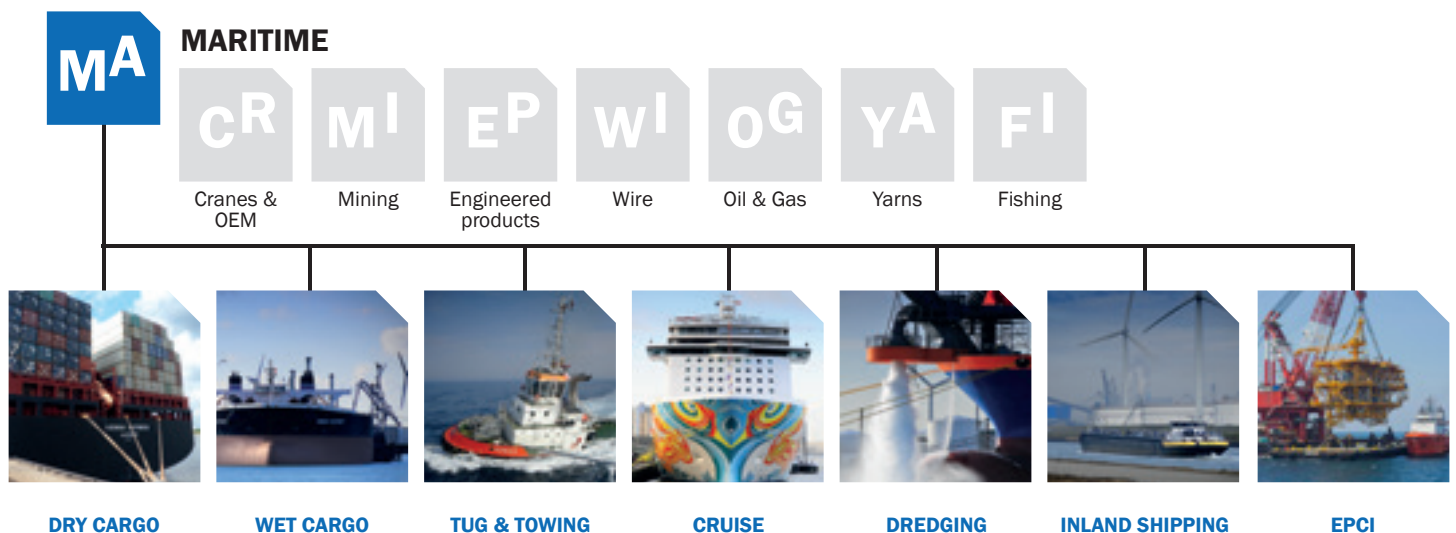 MA
MARITIME
CR
MI
EP
WI
OG
YA
FI
Cranes &
OEM
Mining
Engineered
products
Wire
Oil & Gas
Yarns
Fishing
DRY CARGO
WET CARGO
TUG & TOWING
CRUISE
DREDGING
INLAND SHIPPING
EPCI